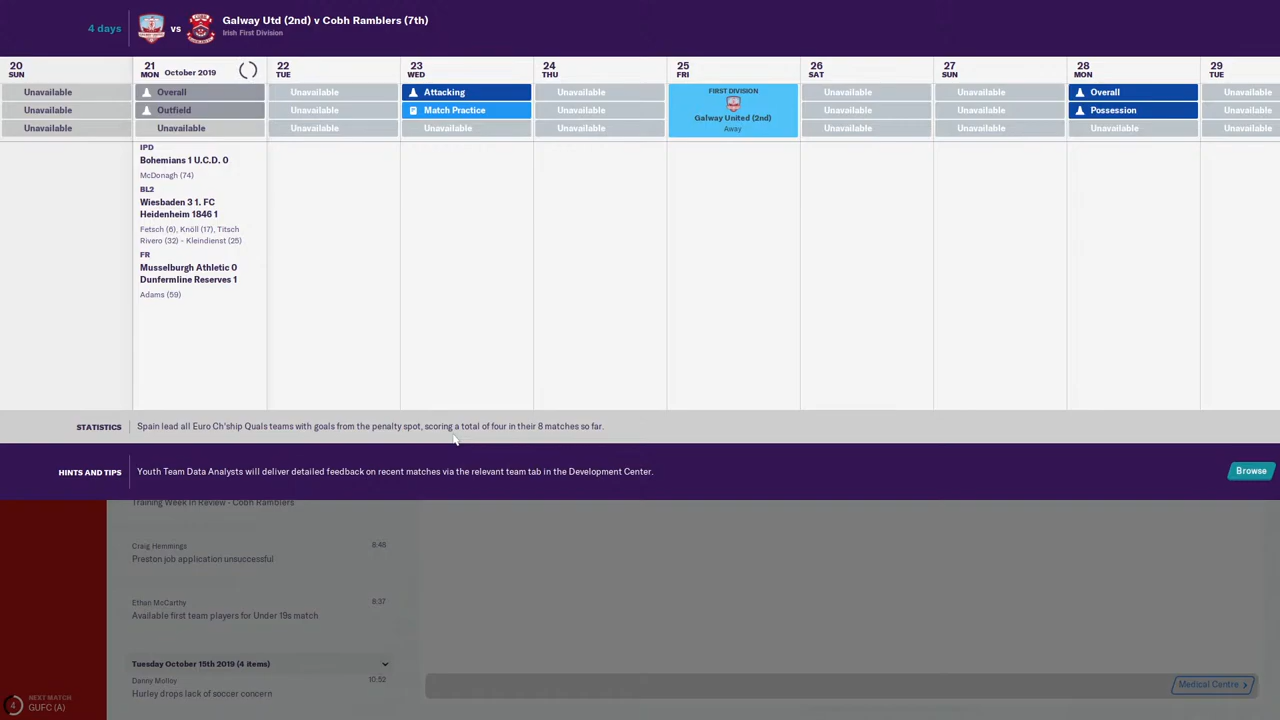 4 days
vs
Galway Utd (2nd) v Cobh Ramblers (7th)
Irish First Division
20
SUN
21
MON October 2019
22
TUE
23
WED
24
THU
25
FRI
26
SAT
27
SUN
28
MON
29
TUE
Unavailable
Overall
Unavailable
Attacking
Unavailable
FIRST DIVISION
Unavailable
Unavailable
Overall
Unavailable
Unavailable
Outfield
Unavailable
Match Practice
Unavailable
Galway United (2nd)
Unavailable
Unavailable
Possession
Unavailable
Unavailable
Unavailable
Unavailable
Unavailable
Unavailable
Away
Unavailable
Unavailable
Unavailable
Unavailable
IPD
Bohemians 1 U.C.D. 0
McDonagh (74)
BL2
Wiesbaden 3 1. FC
Heidenheim 1846 1
Fetsch (6), Knöll (17), Titsch
Rivero (32) - Kleindienst (25)
FR
Musselburgh Athletic 0
Dunfermline Reserves 1
Adams (59)
STATISTICS
Spain lead all Euro Ch'ship Quals teams with goals from the penalty spot, scoring a total of four in their 8 matches so far.
HINTS AND TIPS
Youth Team Data Analysts will deliver detailed feedback on recent matches via the relevant team tab in the Development Center.
Browse
Training Week in Review - Cobh Ramblers
Craig Hemmings 8:48
Preston job application unsuccessful
Ethan McCarthy 8:37
Available first team players for Under 19s match
Tuesday October 15th 2019 (4 items)
Danny Molloy 10:52
Hurley drops lack of soccer concern
Medical Centre
4
NEXT MATCH
GUFC (A)